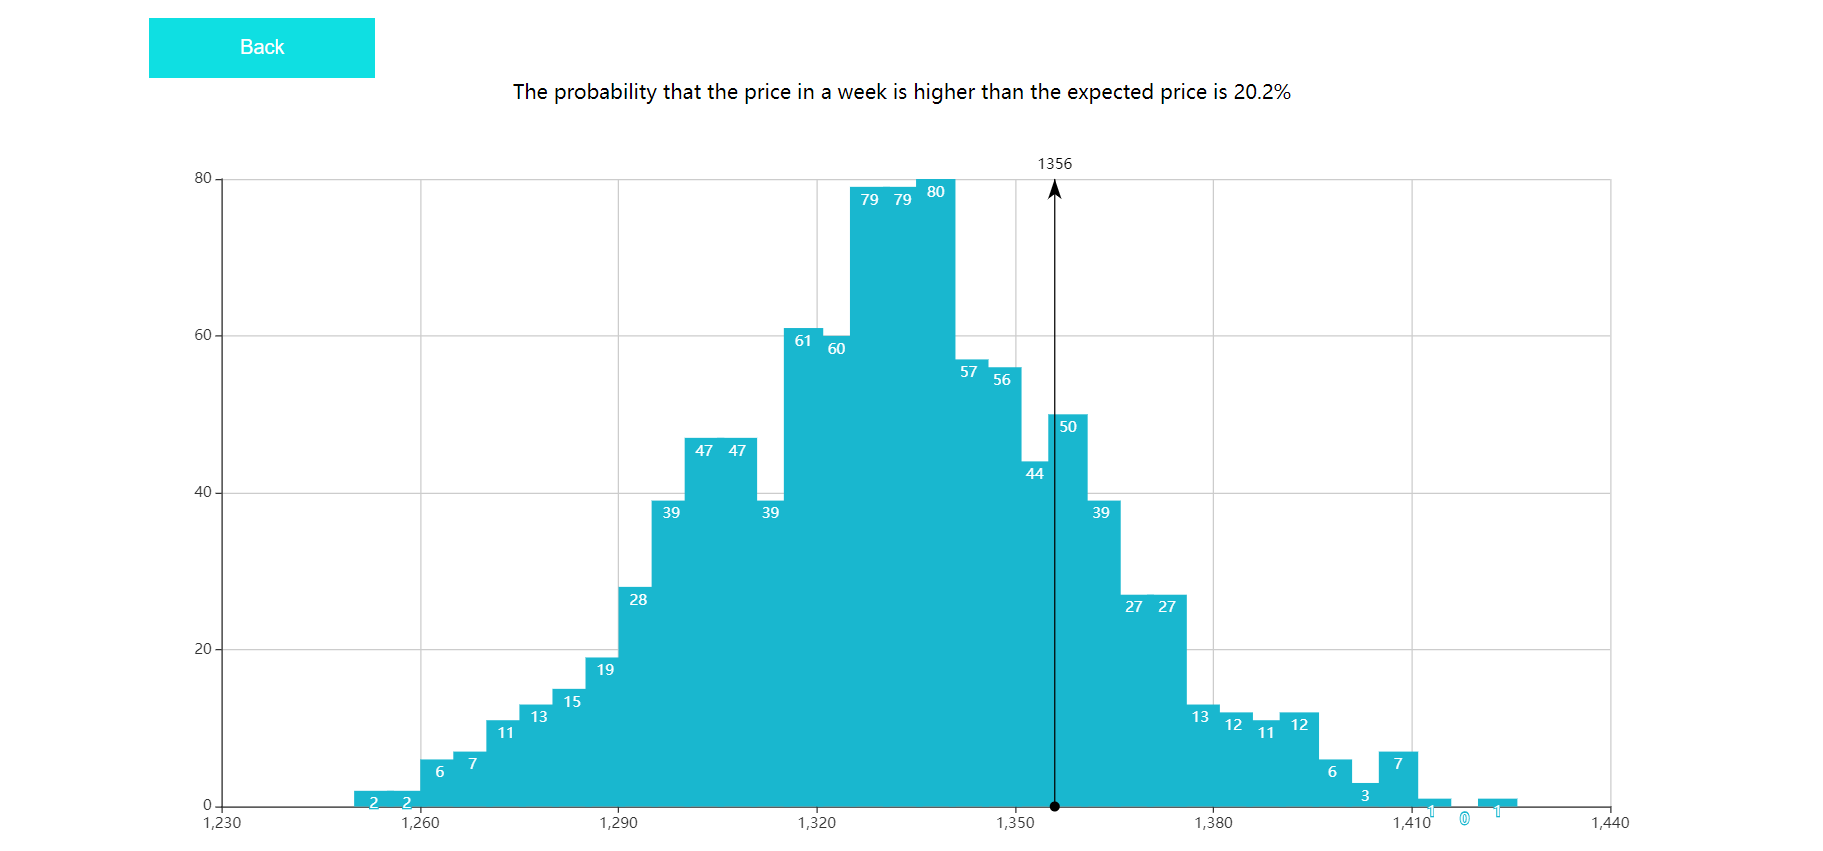 Back
The probability that the price in a week is higher than the expected price is 20.2%
1356
80
79 79 80
60
61 60
57 56
50
47 47
44
40
39 39 39
28
27 27
20
19
15
13 13
11 12 11 12
6 7 6 7
3
2 2 1 0 1
0
1,230 1,260 1,290 1,320 1,350 1,380 1,410 1,440